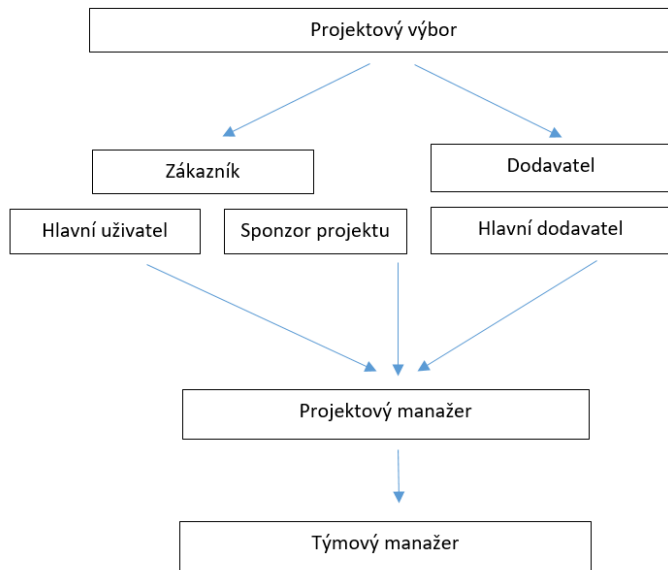 Projektový výbor
Zákazník
Dodavatel
Hlavní uživatel
Sponzor projektu
Hlavní dodavatel
Projektový manažer
Týmový manažer